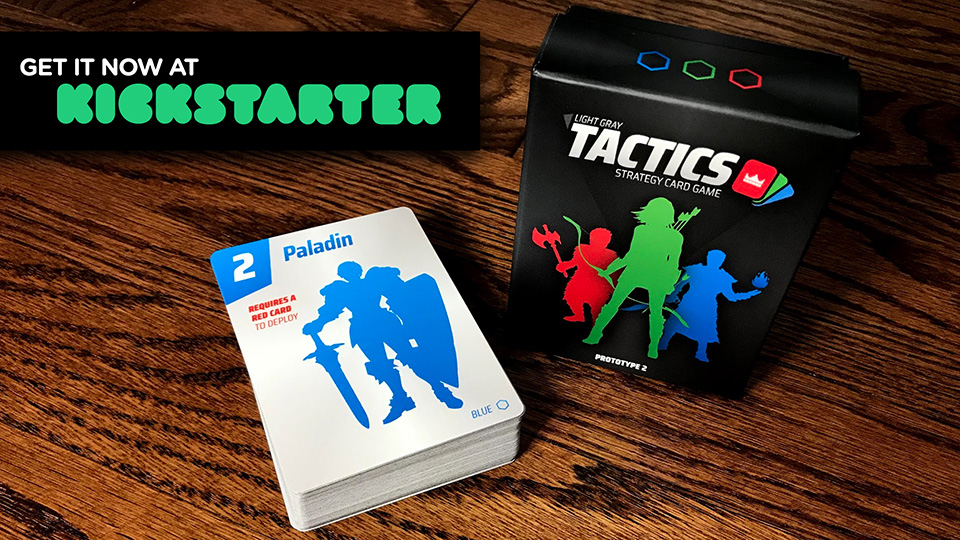 GET IT NOW AT
KICKSTARTER
LIGHT GRAY
TACTICS
STRATEGY CARD GAME
PROTOTYPE 2
2
Paladin
REQUIRES A
RED CARD
TO DEPLOY
BLUE